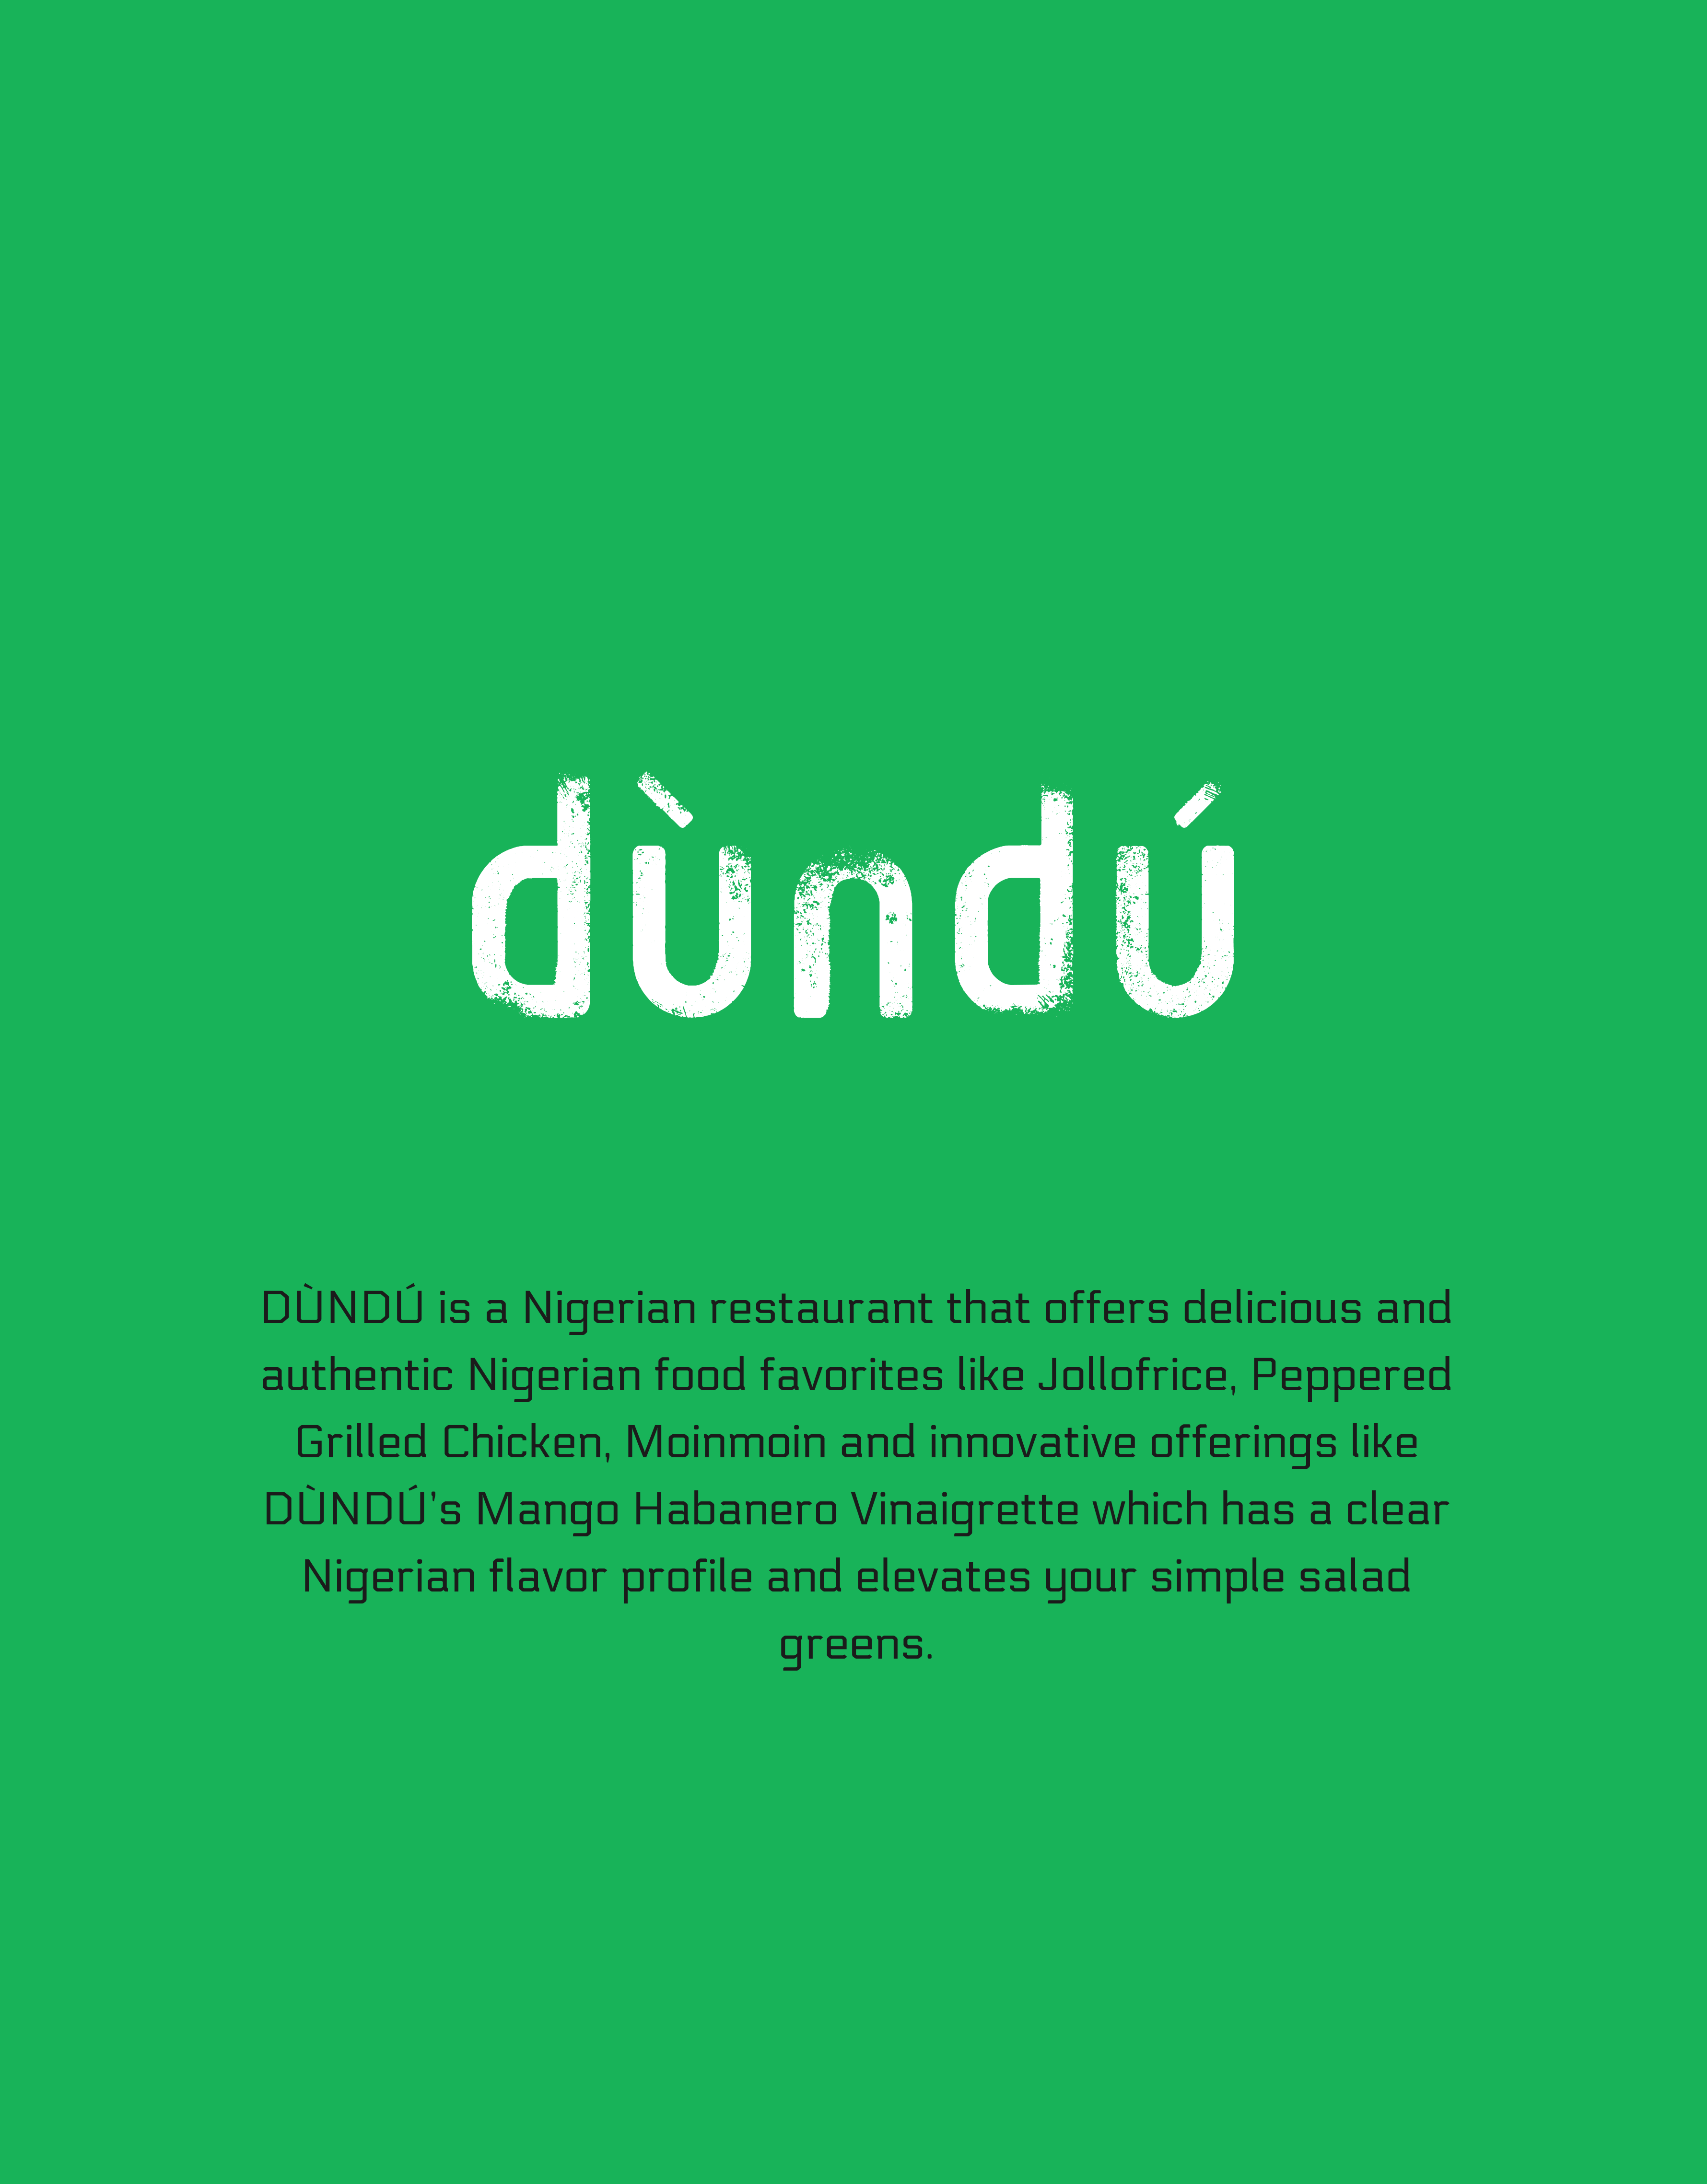 dùndú
DÙNDÚ is a Nigerian restaurant that offers delicious and
authentic Nigerian food favorites like Jollofrice, Peppered
Grilled Chicken, Moinmoin and innovative offerings like
DÙNDÚ's Mango Habanero Vinaigrette which has a clear
Nigerian flavor profile and elevates your simple salad
greens.